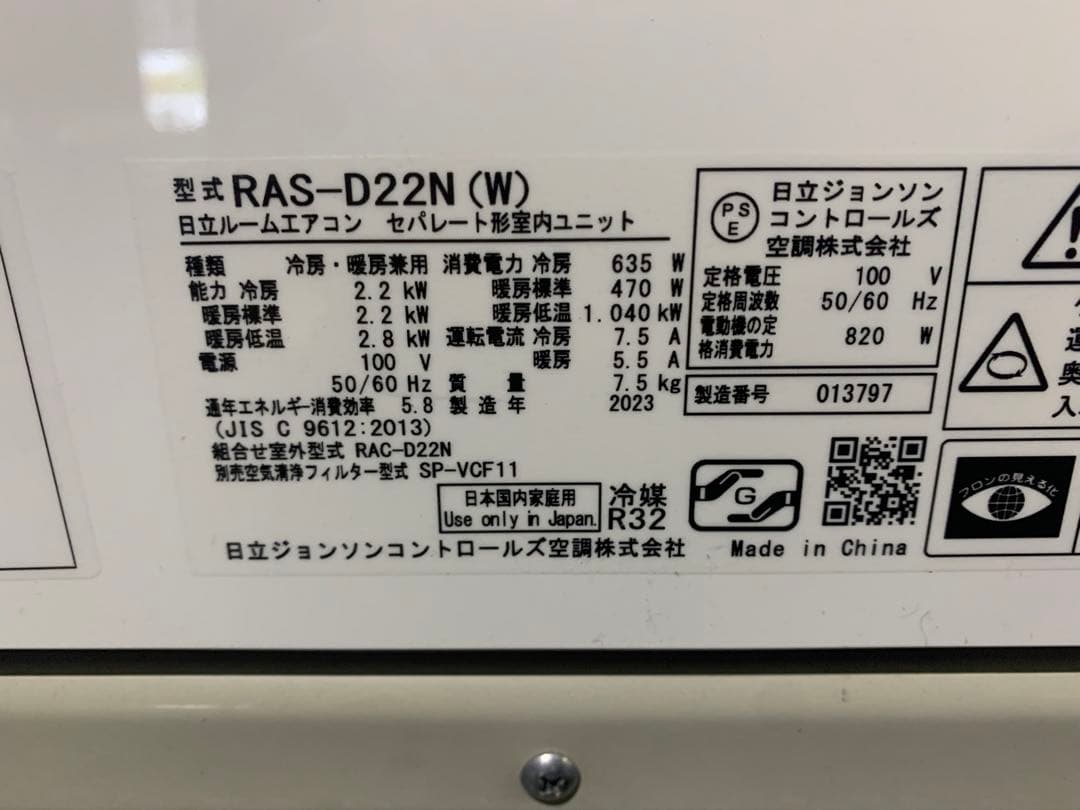 型式 RAS-D22N (W)
日立ルームエアコン セパレート形室内ユニット
種類 冷房・暖房兼用
能力 冷房 2.2 kW
暖房標準 2.2 kW
暖房低温 2.8 kW
電源 100 V
50/60 Hz
通年エネルギー消費効率 5.8
(JIS C 9612:2013)
消費電力 冷房 635 W
暖房標準 470 W
暖房低温 1.040 kW
運転電流 冷房 7.5 A
暖房 5.5 A
質量 7.5 kg
製造年 2023
組合せ室外型式 RAC-D22N
別売空気清浄フィルター型式 SP-VCF11
日本国内家庭用
Use only in Japan.
冷媒
R32
日立ジョンソンコントロールズ空調株式会社 Made in China
PS
E
日立ジョンソン
コントロールズ
空調株式会社
定格電圧 100 V
定格周波数 50/60 Hz
電動機の定
格消費電力 820 W
製造番号 013797
G
フロンの見える化
運
奥
入